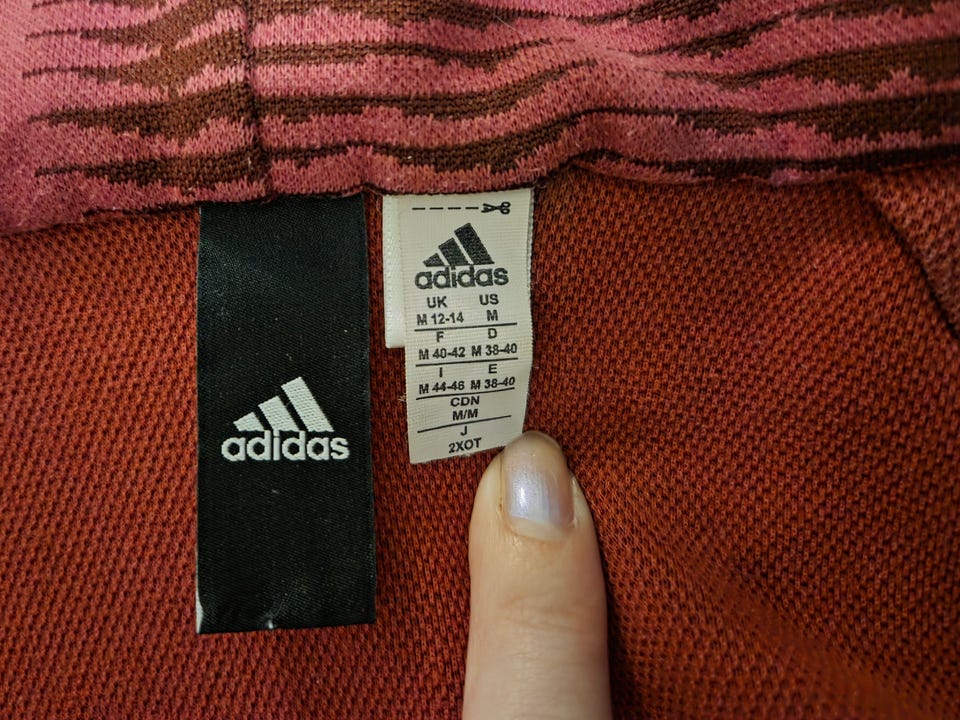 adidas
adidas
UK US
M 12-14 M
F D
M 40-42 M 38-40
I E
M 44-46 M 38-40
CDN
M/M
J
2XOT